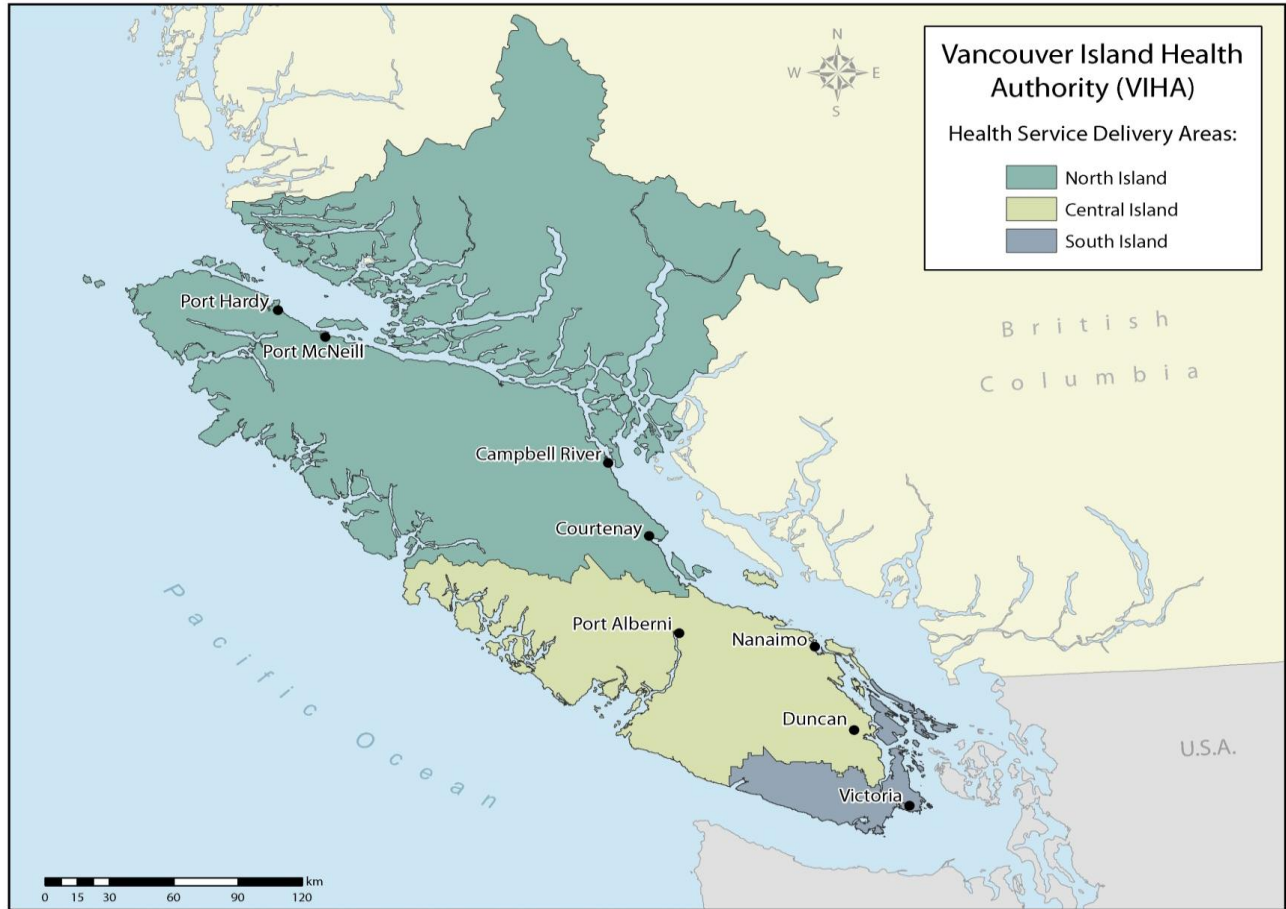 N
W E
S
Vancouver Island Health
Authority (VIHA)
Health Service Delivery Areas:
North Island
Central Island
South Island
Port Hardy
Port McNeill
British
Columbia
Campbell River
Courtenay
Port Alberni
Nanaimo
Pacific Ocean
Duncan
U.S.A.
Victoria
km
0 15 30 60 90 120